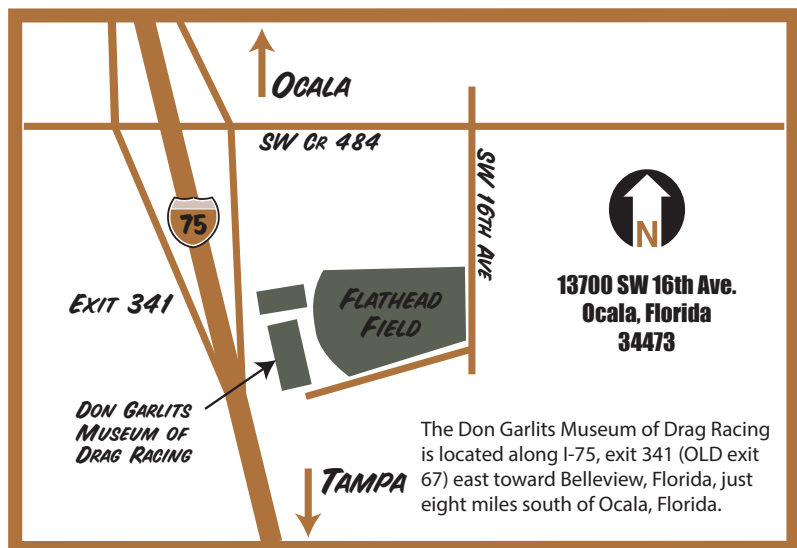 OCALA
SW CR 484
SW 16TH AVE
75
N
EXIT 341
FLATHEAD
FIELD
13700 SW 16th Ave.
Ocala, Florida
34473
DON GARLITS
MUSEUM OF
DRAG RACING
TAMPA
The Don Garlits Museum of Drag Racing
is located along I-75, exit 341 (OLD exit
67) east toward Belleview, Florida, just
eight miles south of Ocala, Florida.